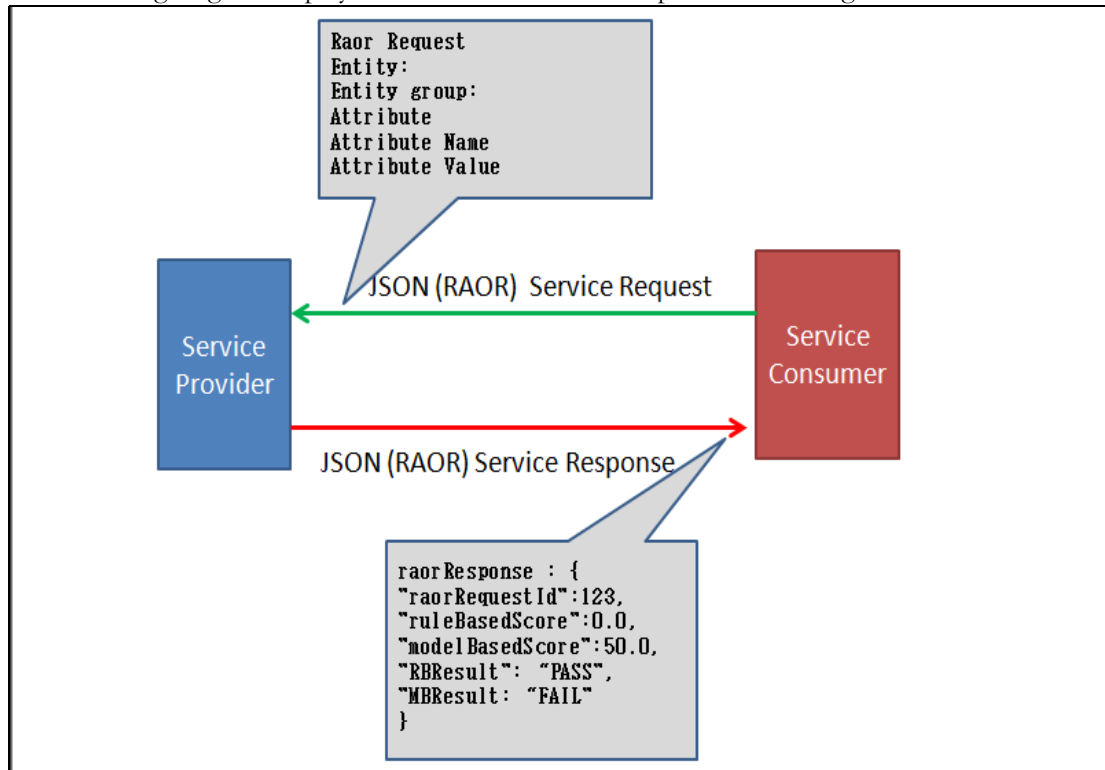 Raor Request
Entity:
Entity group:
Attribute
Attribute Name
Attribute Value
JSON (RAOR) Service Request
Service
Provider
Service
Consumer
JSON (RAOR) Service Response
raorResponse : {
"raorRequestId":123,
"ruleBasedScore":0.0,
"modelBasedScore":50.0,
"RBResult": “PASS”,
"MBResult: “FAIL"
}